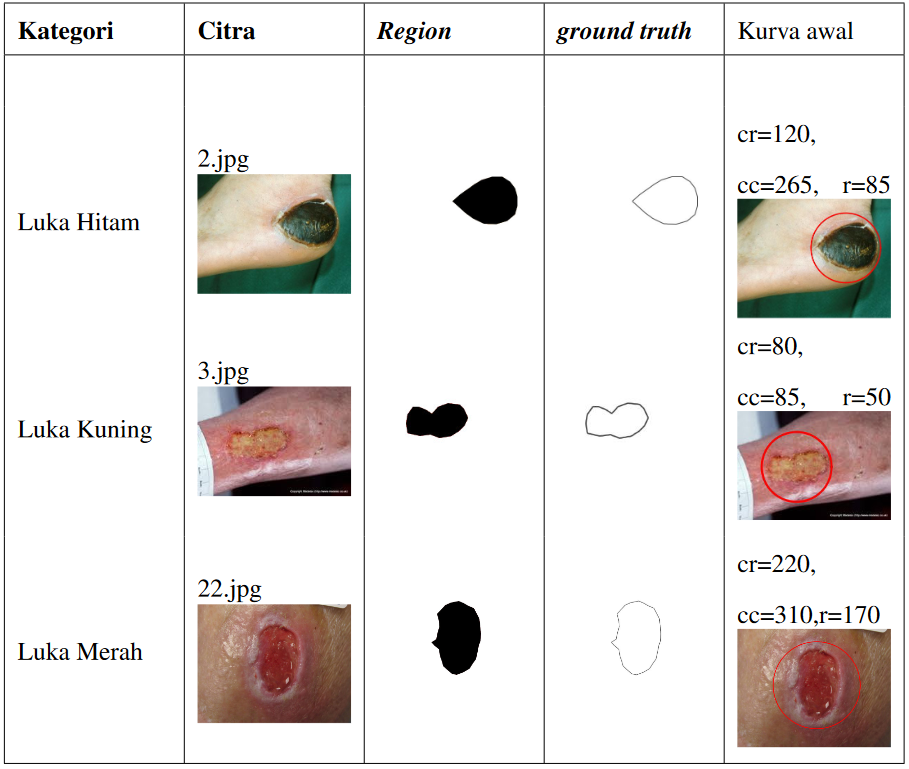 Kategori Citra Region ground truth Kurva awal
cr=120,
2.jpg
cc=265, r=85
Luka Hitam
cr=80,
3.jpg
cc=85, r=50
Luka Kuning
cr=220,
22.jpg
cc=310,r=170
Luka Merah